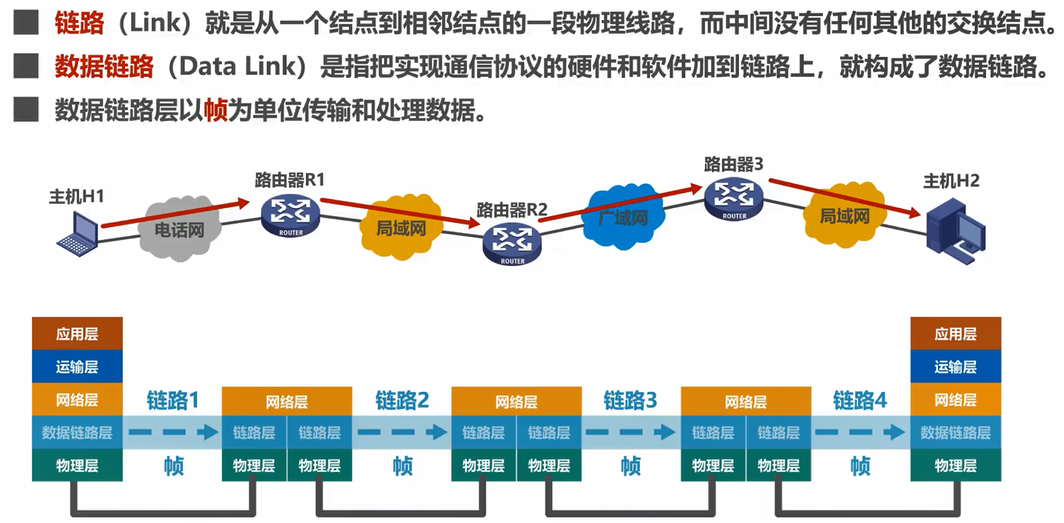 链路（Link）就是从一个结点到相邻结点的一段物理线路，而中间没有任何其他的交换结点。
数据链路（Data Link）是指把实现通信协议的硬件和软件加到链路上，就构成了数据链路。
数据链路层以帧为单位传输和处理数据。
主机H1
电话网
路由器R1
ROUTER
局域网
路由器R2
ROUTER
广域网
路由器3
ROUTER
局域网
主机H2
应用层
应用层
运输层
运输层
网络层 链路1 网络层 链路2 网络层 链路3 网络层 链路4 网络层
数据链路层 链路层 链路层 链路层 链路层 链路层 链路层 数据链路层
物理层 帧 物理层 物理层 帧 物理层 物理层 帧 物理层 物理层 帧 物理层